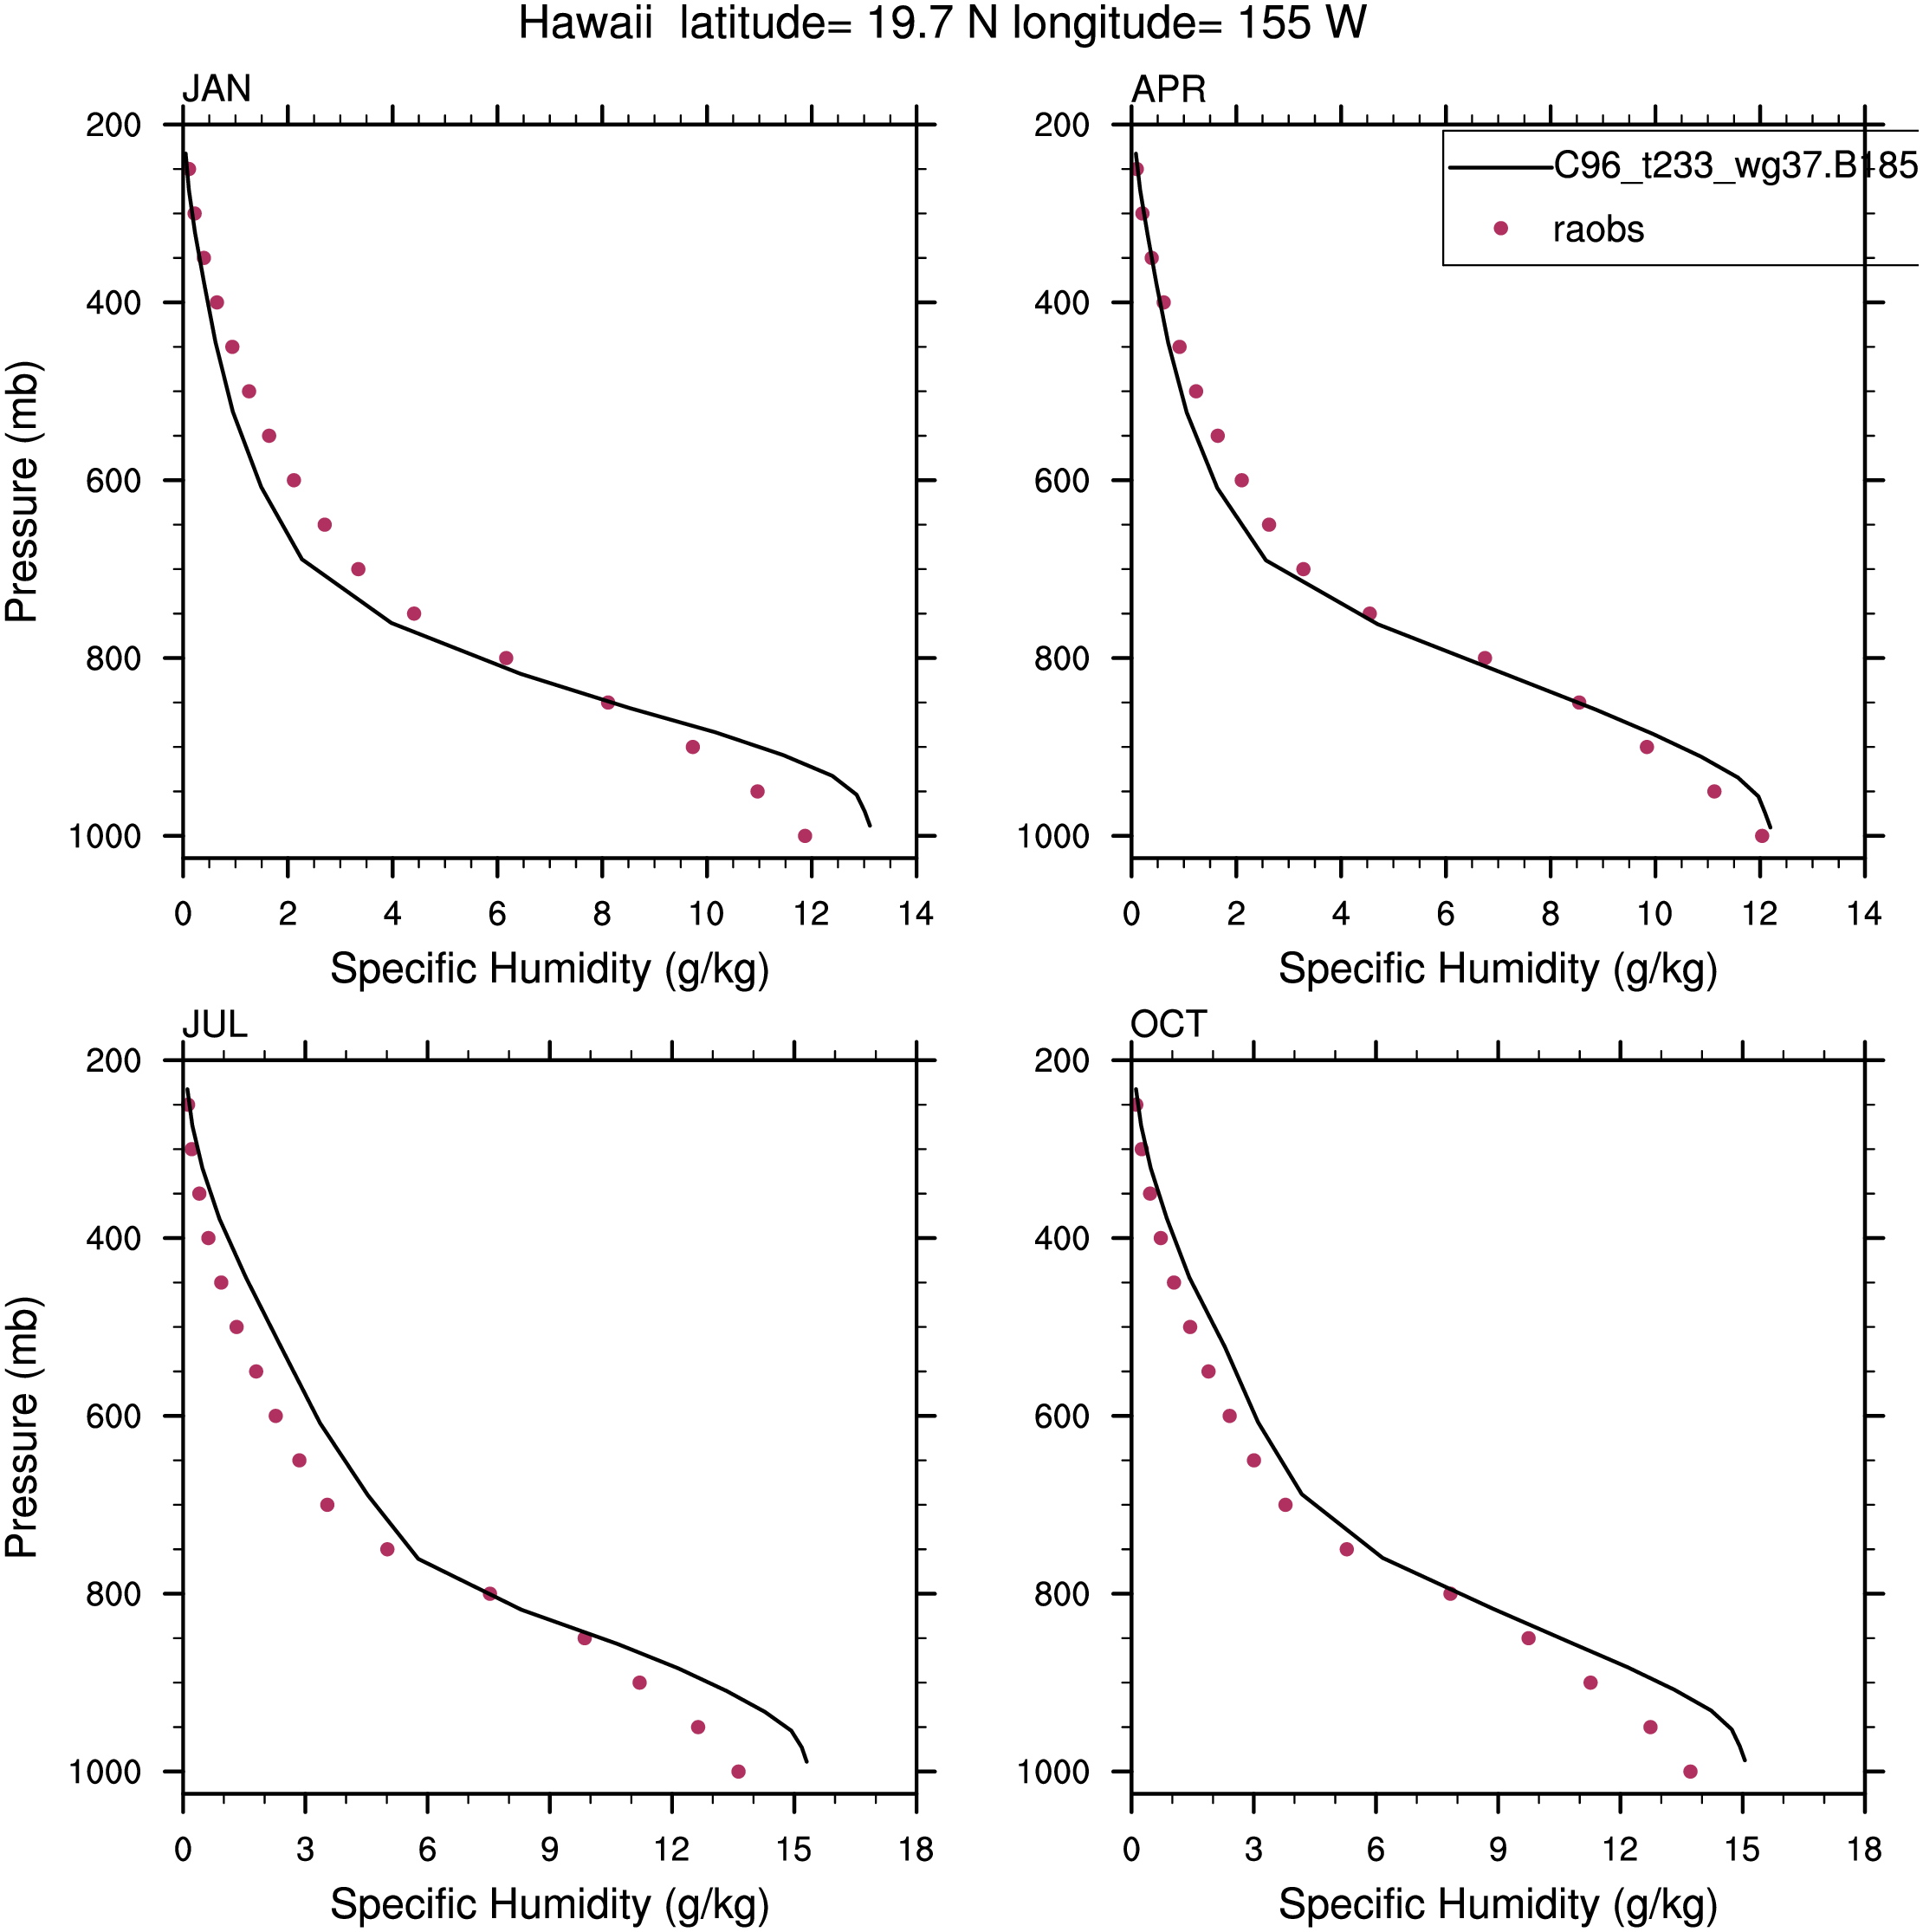 Hawaii latitude= 19.7 N longitude= 155 W
JAN
200
400
600
800
1000
Pressure (mb)
0 2 4 6 8 10 12 14
Specific Humidity (g/kg)
APR
200
400
600
800
1000
C96_t233_wg37.B185
raobs
0 2 4 6 8 10 12 14
Specific Humidity (g/kg)
JUL
200
400
600
800
1000
Pressure (mb)
0 3 6 9 12 15 18
Specific Humidity (g/kg)
OCT
200
400
600
800
1000
0 3 6 9 12 15 18
Specific Humidity (g/kg)